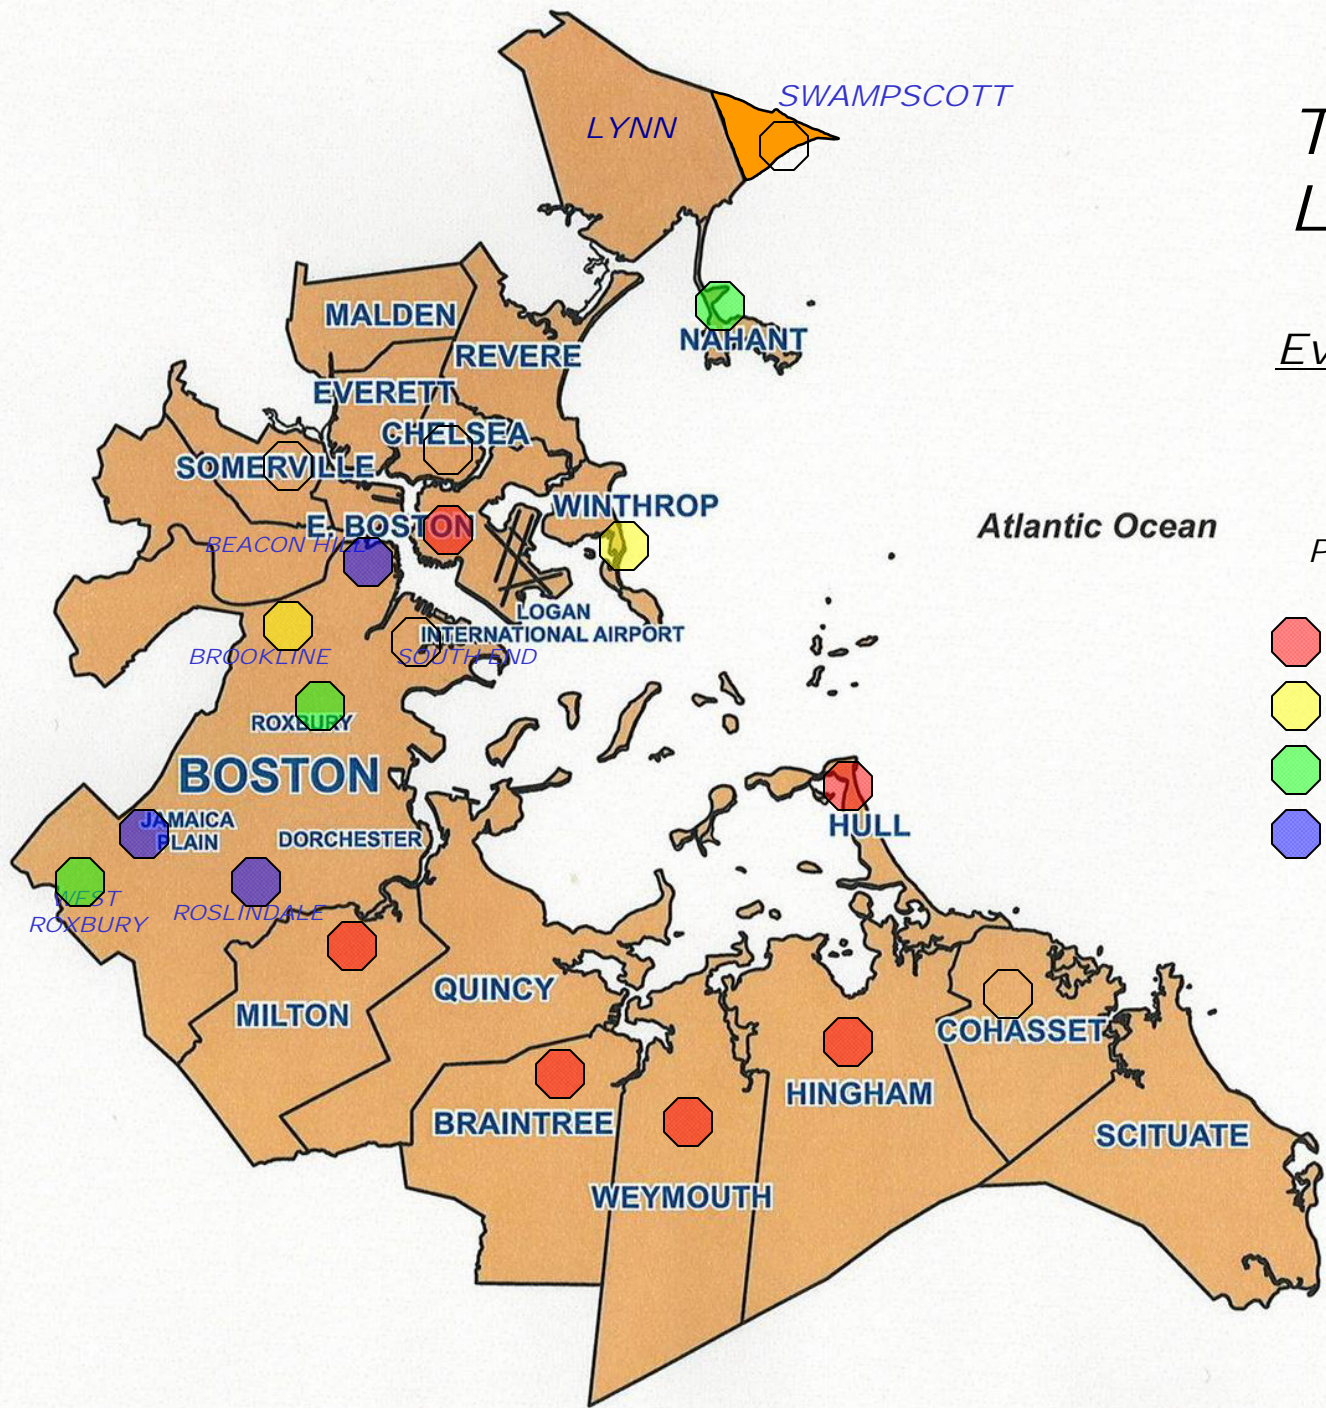 SWAMPSCOTT
T
LYNN
L
MALDEN
NAHANT
REVERE
Ev
EVERETT
CHELSEA
SOMERVILLE
WINTHROP
E. BOSTON
Atlantic Ocean
BEACON HILL
P
LOGAN
INTERNATIONAL AIRPORT
BROOKLINE
SOUTH END
ROXBURY
BOSTON
JAMAICA
PLAIN
DORCHESTER
HULL
WEST
ROXBURY
ROSLINDALE
QUINCY
MILTON
COHASSET
HINGHAM
BRAINTREE
SCITUATE
WEYMOUTH